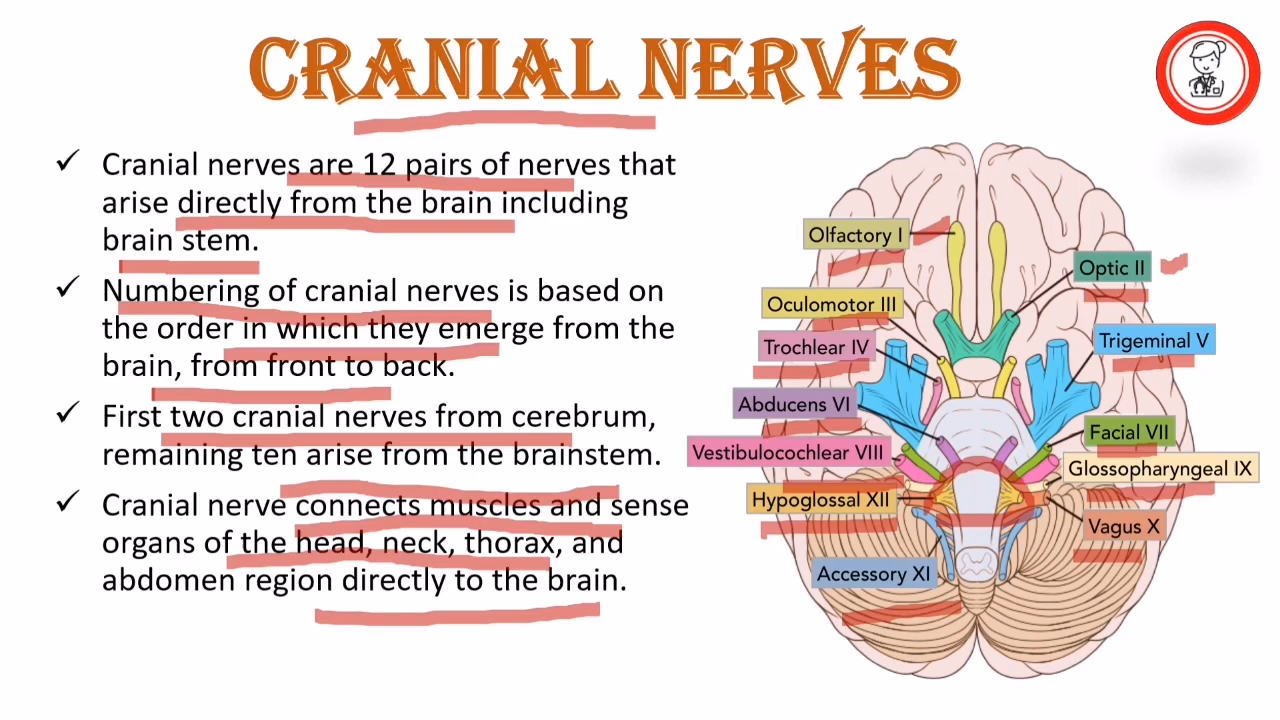 CRANIAL NERVES
✓ Cranial nerves are 12 pairs of nerves that
arise directly from the brain including
brain stem.
✓ Numbering of cranial nerves is based on
the order in which they emerge from the
brain, from front to back.
✓ First two cranial nerves from cerebrum,
remaining ten arise from the brainstem.
✓ Cranial nerve connects muscles and sense
organs of the head, neck, thorax, and
abdomen region directly to the brain.
Olfactory I
Optic II
Oculomotor III
Trochlear IV
Trigeminal V
Abducens VI
Facial VII
Vestibulocochlear VIII
Glossopharyngeal IX
Hypoglossal XII
Vagus X
Accessory XI